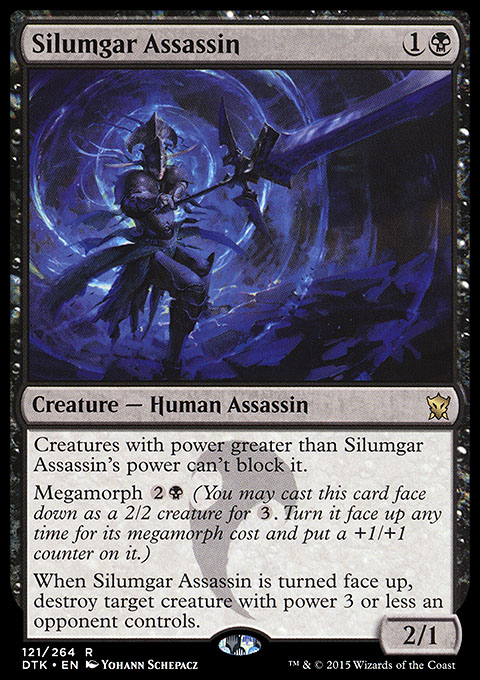 Silumgar Assassin 1
Creature — Human Assassin
Creatures with power greater than Silumgar
Assassin's power can't block it.
Megamorph 2 (You may cast this card face
down as a 2/2 creature for 3. Turn it face up any
time for its megamorph cost and put a +1/+1
counter on it.)
When Silumgar Assassin is turned face up,
destroy target creature with power 3 or less an
opponent controls.
2/1
121/264 R
DTK • EN Yohann Schepacz
™ & © 2015 Wizards of the Coast